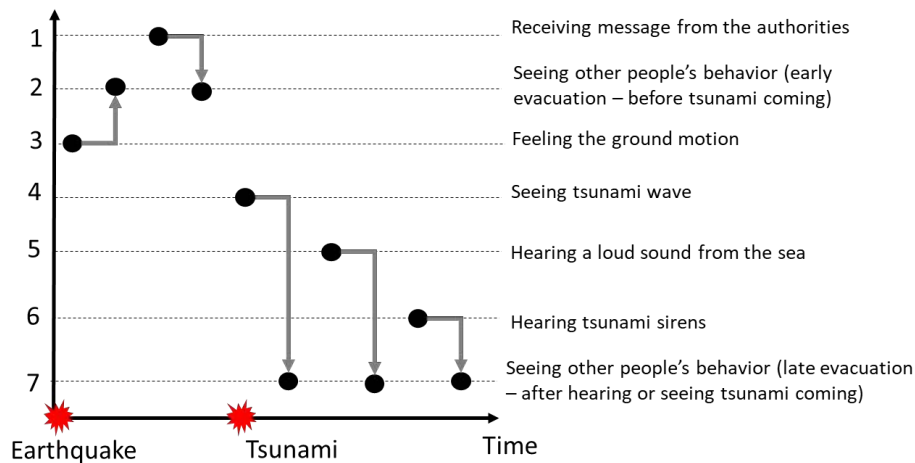 1
Receiving message from the authorities
2
Seeing other people's behavior (early
evacuation – before tsunami coming)
3
Feeling the ground motion
4
Seeing tsunami wave
5
Hearing a loud sound from the sea
6
Hearing tsunami sirens
7
Seeing other people's behavior (late evacuation
– after hearing or seeing tsunami coming)
Earthquake
Tsunami
Time